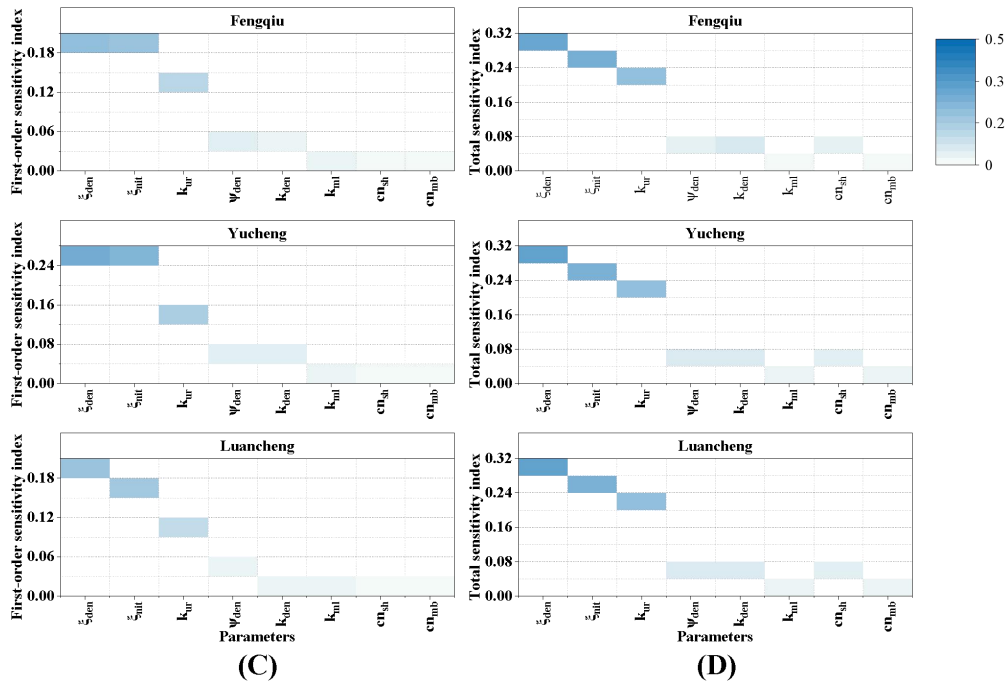 Fengqiu
First-order sensitivity index
0.18
0.12
0.06
0.00
ξden ξnit kur ψden kden kml cnsh cnmb
Yucheng
First-order sensitivity index
0.24
0.16
0.08
0.00
ξden ξnit kur ψden kden kml cnsh cnmb
Luancheng
First-order sensitivity index
0.18
0.12
0.06
0.00
ξden ξnit kur ψden kden kml cnsh cnmb
Parameters
(C)
Fengqiu
Total sensitivity index
0.32
0.24
0.16
0.08
0.00
ξden ξnit kur ψden kden kml cnsh cnmb
Yucheng
Total sensitivity index
0.32
0.24
0.16
0.08
0.00
ξden ξnit kur ψden kden kml cnsh cnmb
Luancheng
Total sensitivity index
0.32
0.24
0.16
0.08
0.00
ξden ξnit kur ψden kden kml cnsh cnmb
Parameters
(D)
0.5
0.3
0.2
0